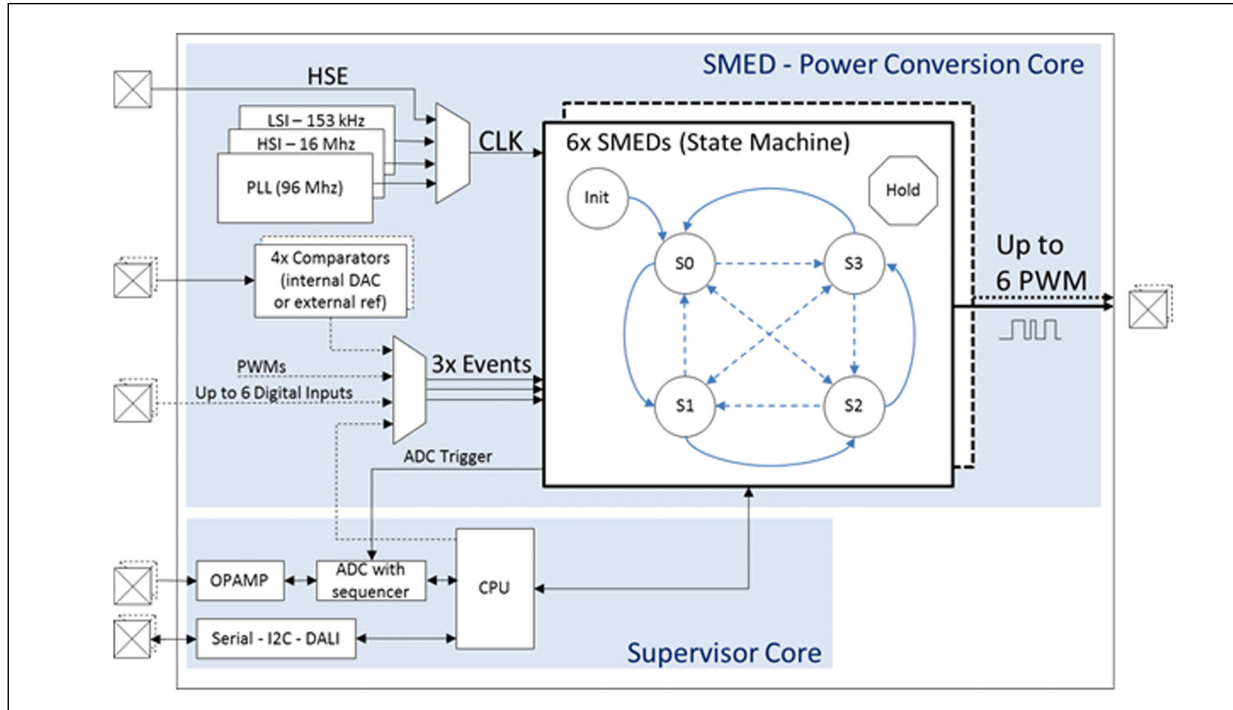 SMED - Power Conversion Core
HSE
LSI – 153 kHz
HSI – 16 Mhz
PLL (96 Mhz)
CLK
6x SMEDs (State Machine)
Init
Hold
S0
S3
S1
S2
Up to
6 PWM
4x Comparators
(internal DAC
or external ref)
PWMs
Up to 6 Digital Inputs
3x Events
ADC Trigger
OPAMP
ADC with
sequencer
CPU
Serial - I2C - DALI
Supervisor Core